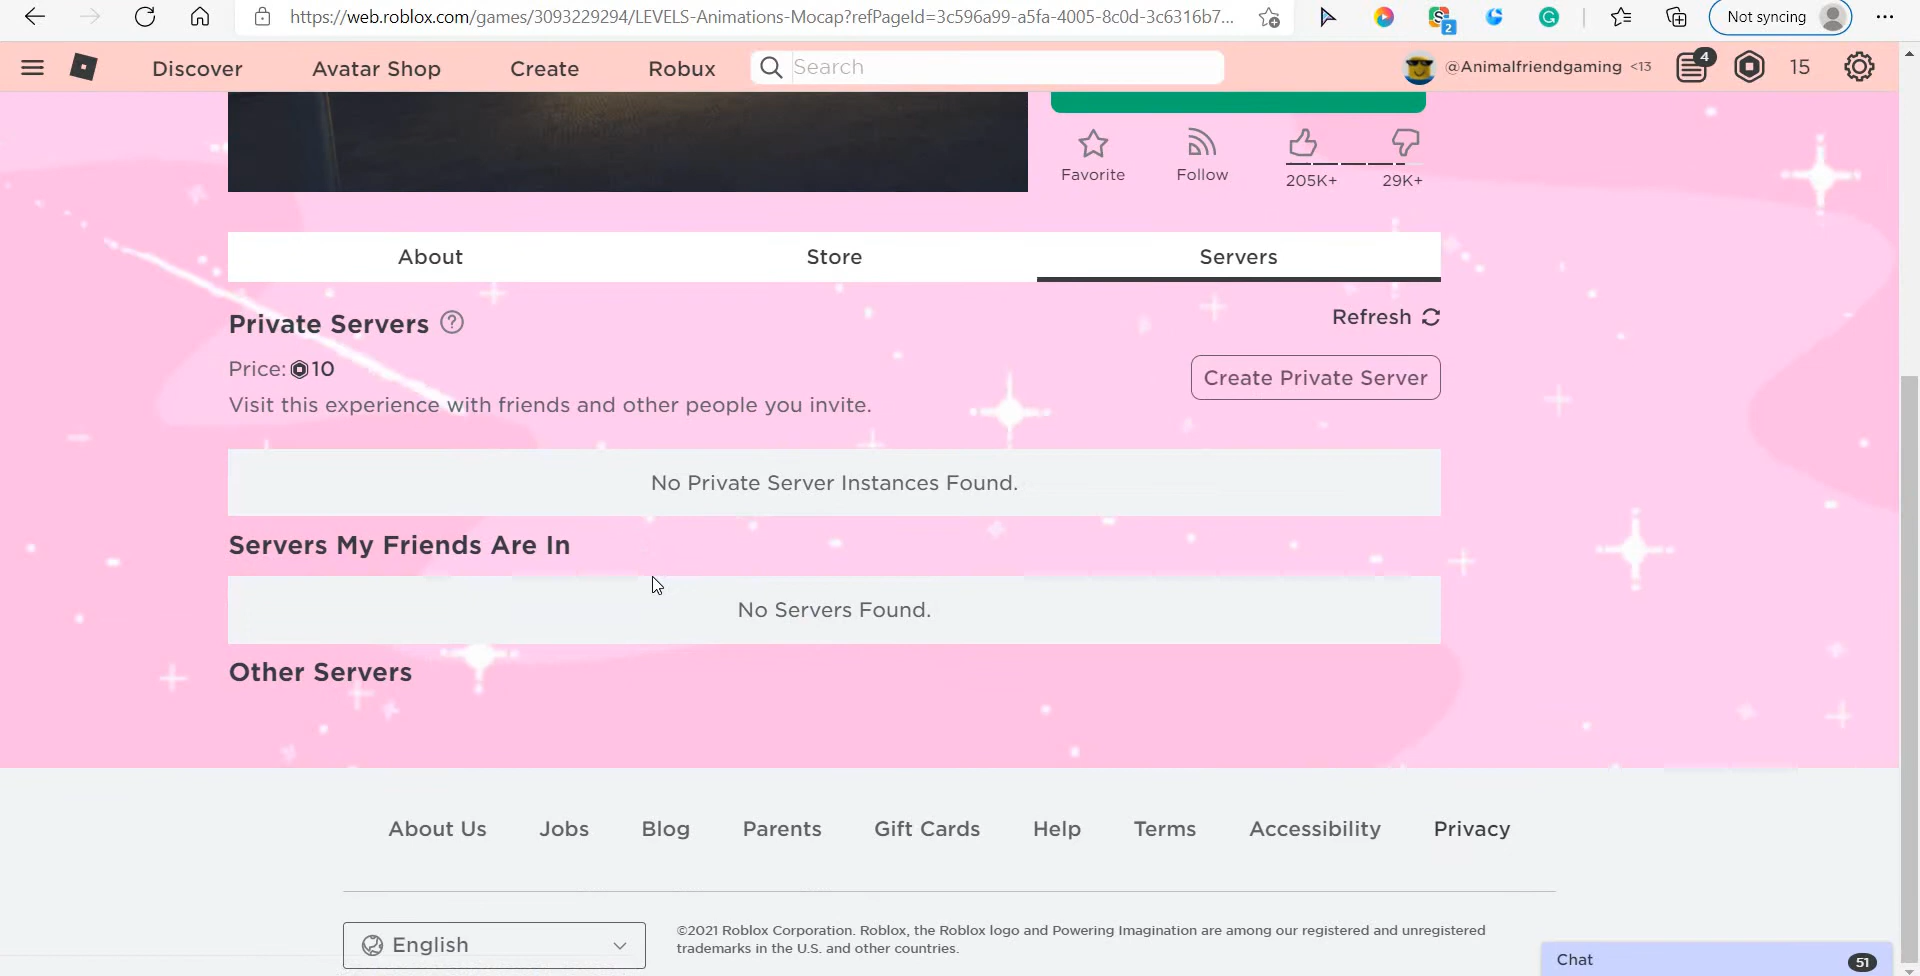 https://web.roblox.com/games/3093229294/LEVELS-Animations-Mocap?refPageId=3c596a99-a5fa-4005-8c0d-3c6316b7...
2
Not syncing
Discover
Avatar Shop
Create
Robux
Search
@Animalfriendgaming <13
4
15
Favorite
Follow
205K+
29K+
About
Store
Servers
Private Servers ?
Refresh
Price: 10
Create Private Server
Visit this experience with friends and other people you invite.
No Private Server Instances Found.
Servers My Friends Are In
No Servers Found.
Other Servers
About Us
Jobs
Blog
Parents
Gift Cards
Help
Terms
Accessibility
Privacy
English
©2021 Roblox Corporation. Roblox, the Roblox logo and Powering Imagination are among our registered and unregistered
trademarks in the U.S. and other countries.
Chat
51